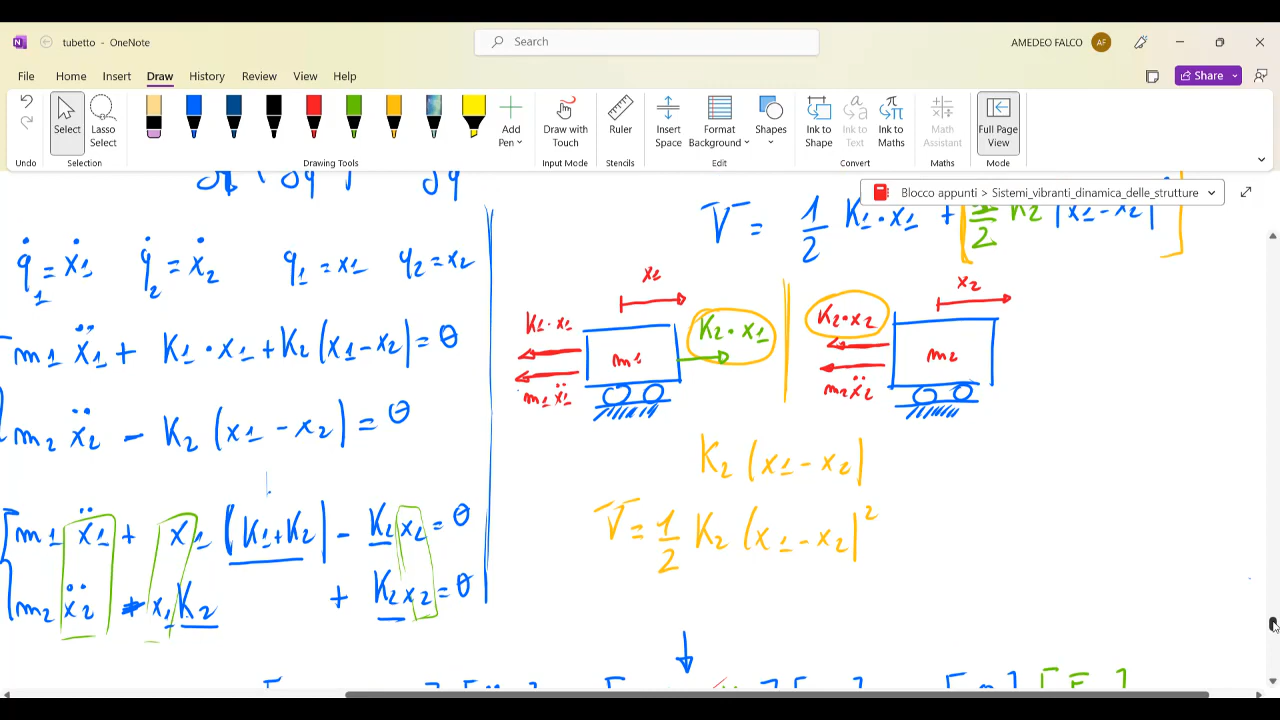 tubetto - OneNote
Search
AMEDEO FALCO
AF
File Home Insert Draw History Review View Help
Share
Undo
Select
Lasso Select
Selection
Add Pen
Drawing Tools
Draw with Touch
Input Mode
Ruler
Stencils
Insert Space
Format Background
Shapes
Edit
Ink to Shape
Ink to Text
Ink to Maths
Convert
Math Assistant
Maths
Full Page View
Mode
Blocco appunti > Sistemi_vibranti_dinamica_delle_strutture
V = 1/2 K1·x1 + [1/2 K2 (x1-x2)]
q̇1 = ẋ1 q̇2 = ẋ2 q1 = x1 q2 = x2
m1 ẍ1 + K1·x1 + K2(x1-x2) = 0
m2 ẍ2 - K2 (x1-x2) = 0
m1 ẍ1 + x1 (K1+K2) - K2 x2 = 0
m2 ẍ2 - x1 K2 + K2 x2 = 0
K1·x1
m1 ẍ1
m1
K2·x1
K2·x2
x2
m2 ẍ2
m2
K2 (x1-x2)
V = 1/2 K2 (x1-x2)²